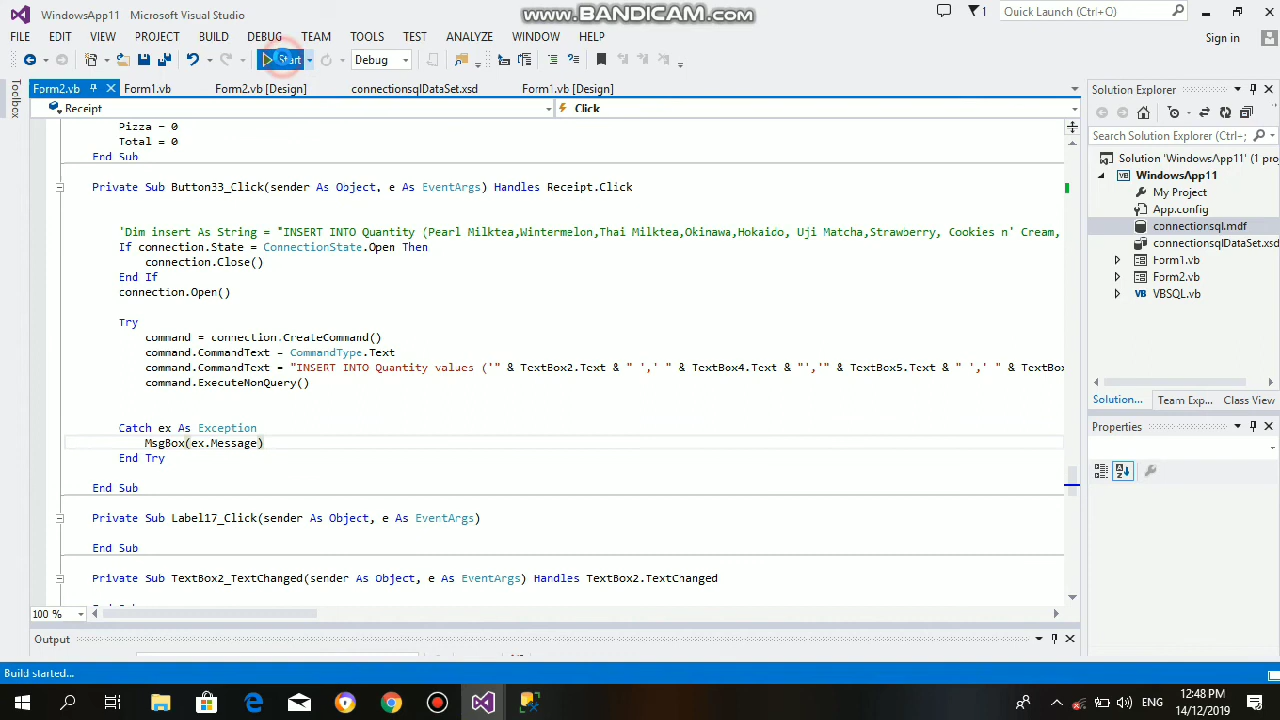 WindowsApp11 - Microsoft Visual Studio
www.BANDICAM.com
1
Quick Launch (Ctrl+Q)
FILE EDIT VIEW PROJECT BUILD DEBUG TEAM TOOLS TEST ANALYZE WINDOW HELP
Sign in
Start
Debug
Toolbox
Form2.vb Form1.vb Form2.vb [Design] connectionsqlDataSet.xsd Form1.vb [Design]
Receipt Click
Pizza = 0
Total = 0
End Sub
Private Sub Button33_Click(sender As Object, e As EventArgs) Handles Receipt.Click
'Dim insert As String = "INSERT INTO Quantity (Pearl Milktea,Wintermelon,Thai Milktea,Okinawa,Hokaido, Uji Matcha,Strawberry, Cookies n' Cream,
If connection.State = ConnectionState.Open Then
connection.Close()
End If
connection.Open()
Try
command = connection.CreateCommand()
command.CommandText = CommandType.Text
command.CommandText = "INSERT INTO Quantity values ('" & TextBox2.Text & " ',' " & TextBox4.Text & "','" & TextBox5.Text & " ',' " & TextBox
command.ExecuteNonQuery()
Catch ex As Exception
MsgBox(ex.Message)
End Try
End Sub
Private Sub Label17_Click(sender As Object, e As EventArgs)
End Sub
Private Sub TextBox2_TextChanged(sender As Object, e As EventArgs) Handles TextBox2.TextChanged
100 %
Output
Build started...
Solution Explorer
Search Solution Explorer (Ctrl+;
Solution 'WindowsApp11' (1 proj
WindowsApp11
My Project
App.config
connectionsql.mdf
connectionsqlDataSet.xsd
Form1.vb
Form2.vb
VBSQL.vb
Solution... Team Exp... Class View
Properties
ENG
12:48 PM
14/12/2019